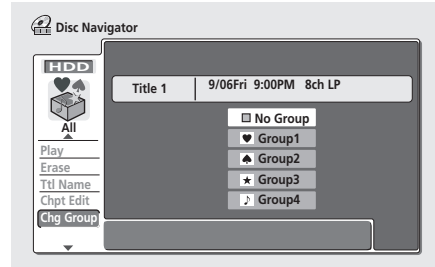 Disc Navigator
HDD
All
Play
Erase
Ttl Name
Chpt Edit
Chg Group
Title 1 9/06Fri 9:00PM 8ch LP
No Group
Group1
Group2
Group3
Group4